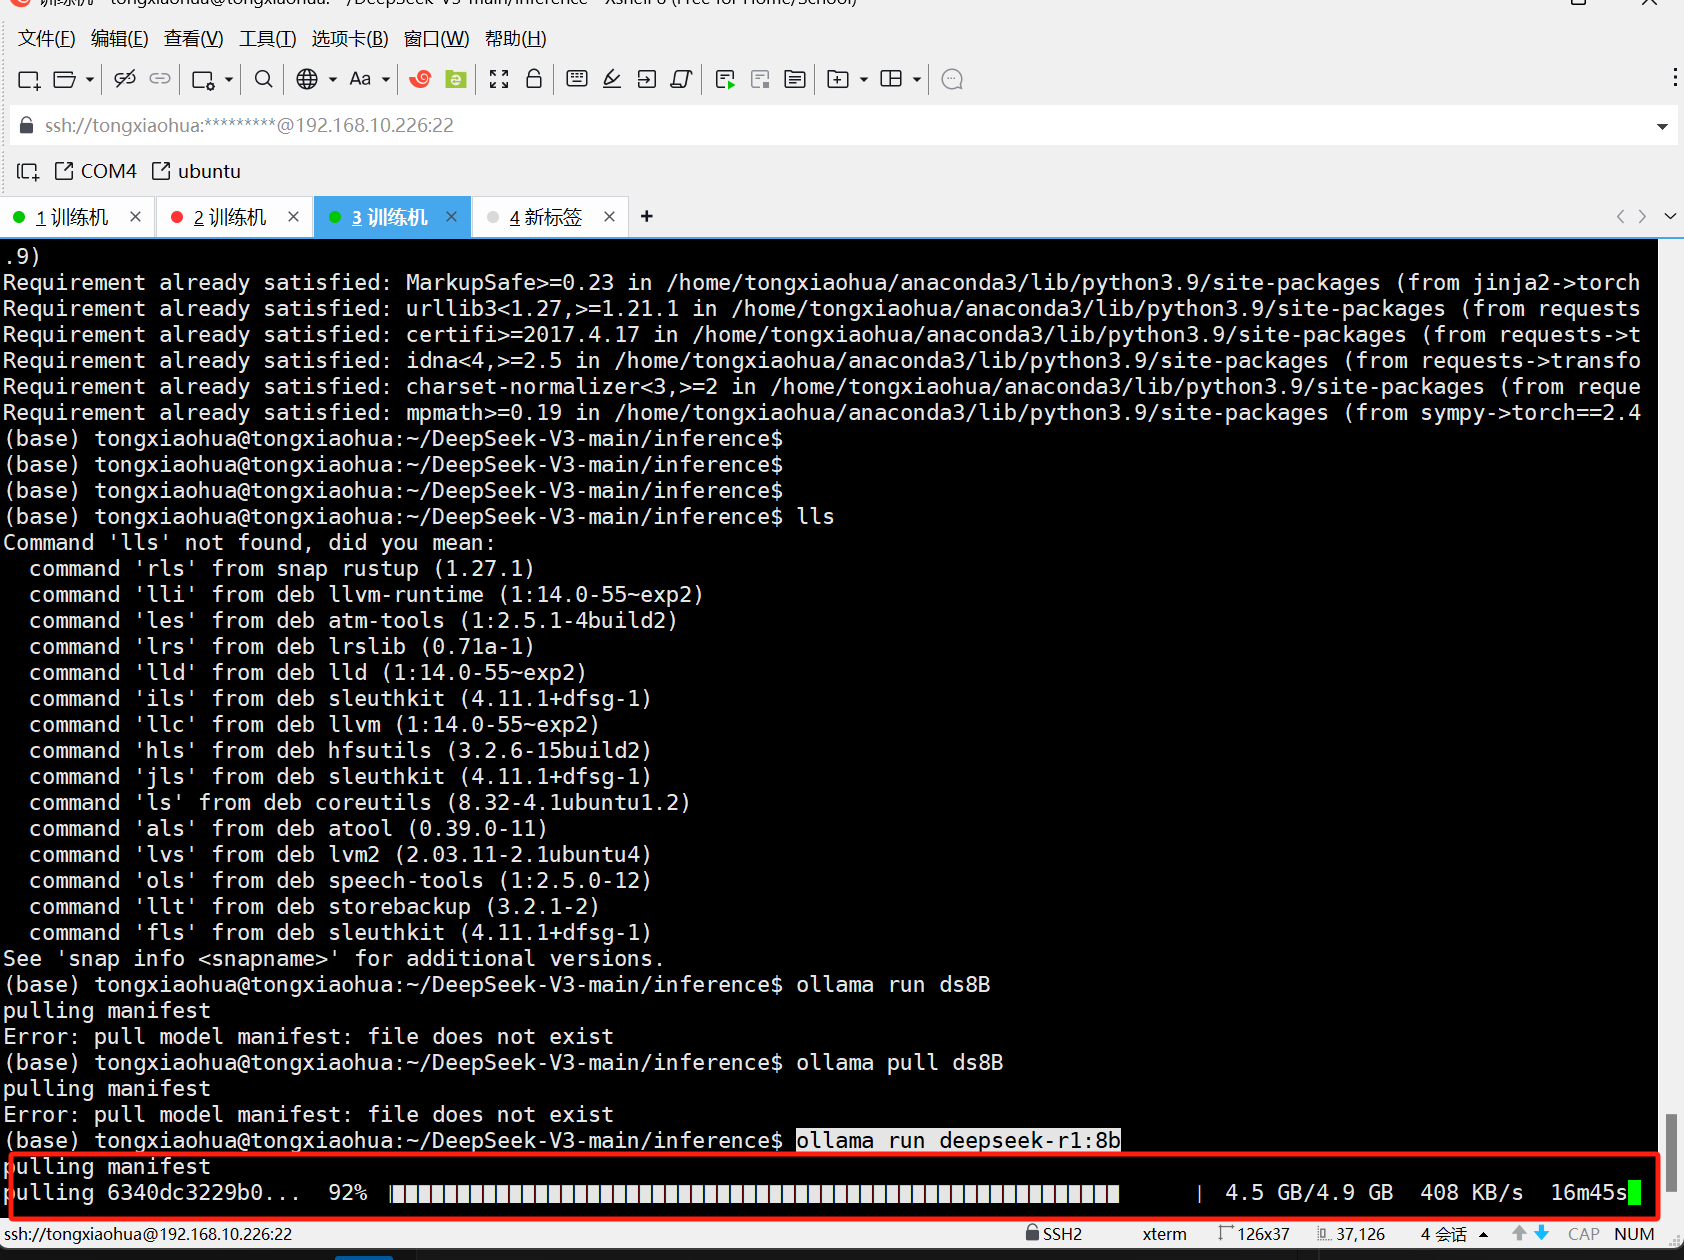 训练机 - tongxiaohua@tongxiaohua: ~/DeepSeek-V3-main/inference - Xshell 8 (Free for Home/School)
文件(F) 编辑(E) 查看(V) 工具(T) 选项卡(B) 窗口(W) 帮助(H)
Aa
ssh://tongxiaohua:*********@192.168.10.226:22
COM4 ubuntu
1 训练机 2 训练机 3 训练机 4 新标签
.9)
Requirement already satisfied: MarkupSafe>=0.23 in /home/tongxiaohua/anaconda3/lib/python3.9/site-packages (from jinja2->torch
Requirement already satisfied: urllib3<1.27,>=1.21.1 in /home/tongxiaohua/anaconda3/lib/python3.9/site-packages (from requests
Requirement already satisfied: certifi>=2017.4.17 in /home/tongxiaohua/anaconda3/lib/python3.9/site-packages (from requests->t
Requirement already satisfied: idna<4,>=2.5 in /home/tongxiaohua/anaconda3/lib/python3.9/site-packages (from requests->transfo
Requirement already satisfied: charset-normalizer<3,>=2 in /home/tongxiaohua/anaconda3/lib/python3.9/site-packages (from reque
Requirement already satisfied: mpmath>=0.19 in /home/tongxiaohua/anaconda3/lib/python3.9/site-packages (from sympy->torch==2.4
(base) tongxiaohua@tongxiaohua:~/DeepSeek-V3-main/inference$
(base) tongxiaohua@tongxiaohua:~/DeepSeek-V3-main/inference$
(base) tongxiaohua@tongxiaohua:~/DeepSeek-V3-main/inference$
(base) tongxiaohua@tongxiaohua:~/DeepSeek-V3-main/inference$ lls
Command 'lls' not found, did you mean:
  command 'rls' from snap rustup (1.27.1)
  command 'lli' from deb llvm-runtime (1:14.0-55~exp2)
  command 'les' from deb atm-tools (1:2.5.1-4build2)
  command 'lrs' from deb lrslib (0.71a-1)
  command 'lld' from deb lld (1:14.0-55~exp2)
  command 'ils' from deb sleuthkit (4.11.1+dfsg-1)
  command 'llc' from deb llvm (1:14.0-55~exp2)
  command 'hls' from deb hfsutils (3.2.6-15build2)
  command 'jls' from deb sleuthkit (4.11.1+dfsg-1)
  command 'ls' from deb coreutils (8.32-4.1ubuntu1.2)
  command 'als' from deb atool (0.39.0-11)
  command 'lvs' from deb lvm2 (2.03.11-2.1ubuntu4)
  command 'ols' from deb speech-tools (1:2.5.0-12)
  command 'llt' from deb storebackup (3.2.1-2)
  command 'fls' from deb sleuthkit (4.11.1+dfsg-1)
See 'snap info <snapname>' for additional versions.
(base) tongxiaohua@tongxiaohua:~/DeepSeek-V3-main/inference$ ollama run ds8B
pulling manifest
Error: pull model manifest: file does not exist
(base) tongxiaohua@tongxiaohua:~/DeepSeek-V3-main/inference$ ollama pull ds8B
pulling manifest
Error: pull model manifest: file does not exist
(base) tongxiaohua@tongxiaohua:~/DeepSeek-V3-main/inference$ ollama run deepseek-r1:8b
pulling manifest
pulling 6340dc3229b0... 92% 4.5 GB/4.9 GB 408 KB/s 16m45s
ssh://tongxiaohua@192.168.10.226:22 SSH2 xterm 126x37 37,126 4 会话 CAP NUM